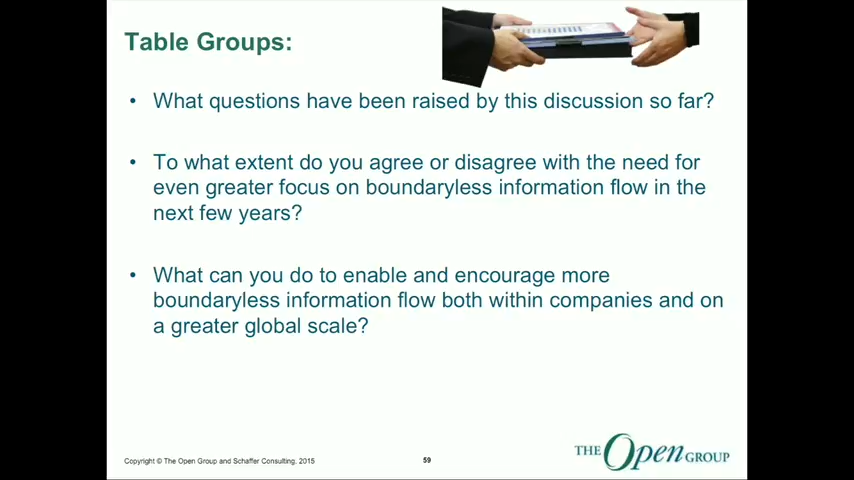 Table Groups:
• What questions have been raised by this discussion so far?
• To what extent do you agree or disagree with the need for
even greater focus on boundaryless information flow in the
next few years?
• What can you do to enable and encourage more
boundaryless information flow both within companies and on
a greater global scale?
Copyright © The Open Group and Schaffer Consulting, 2015
59
THE Open GROUP